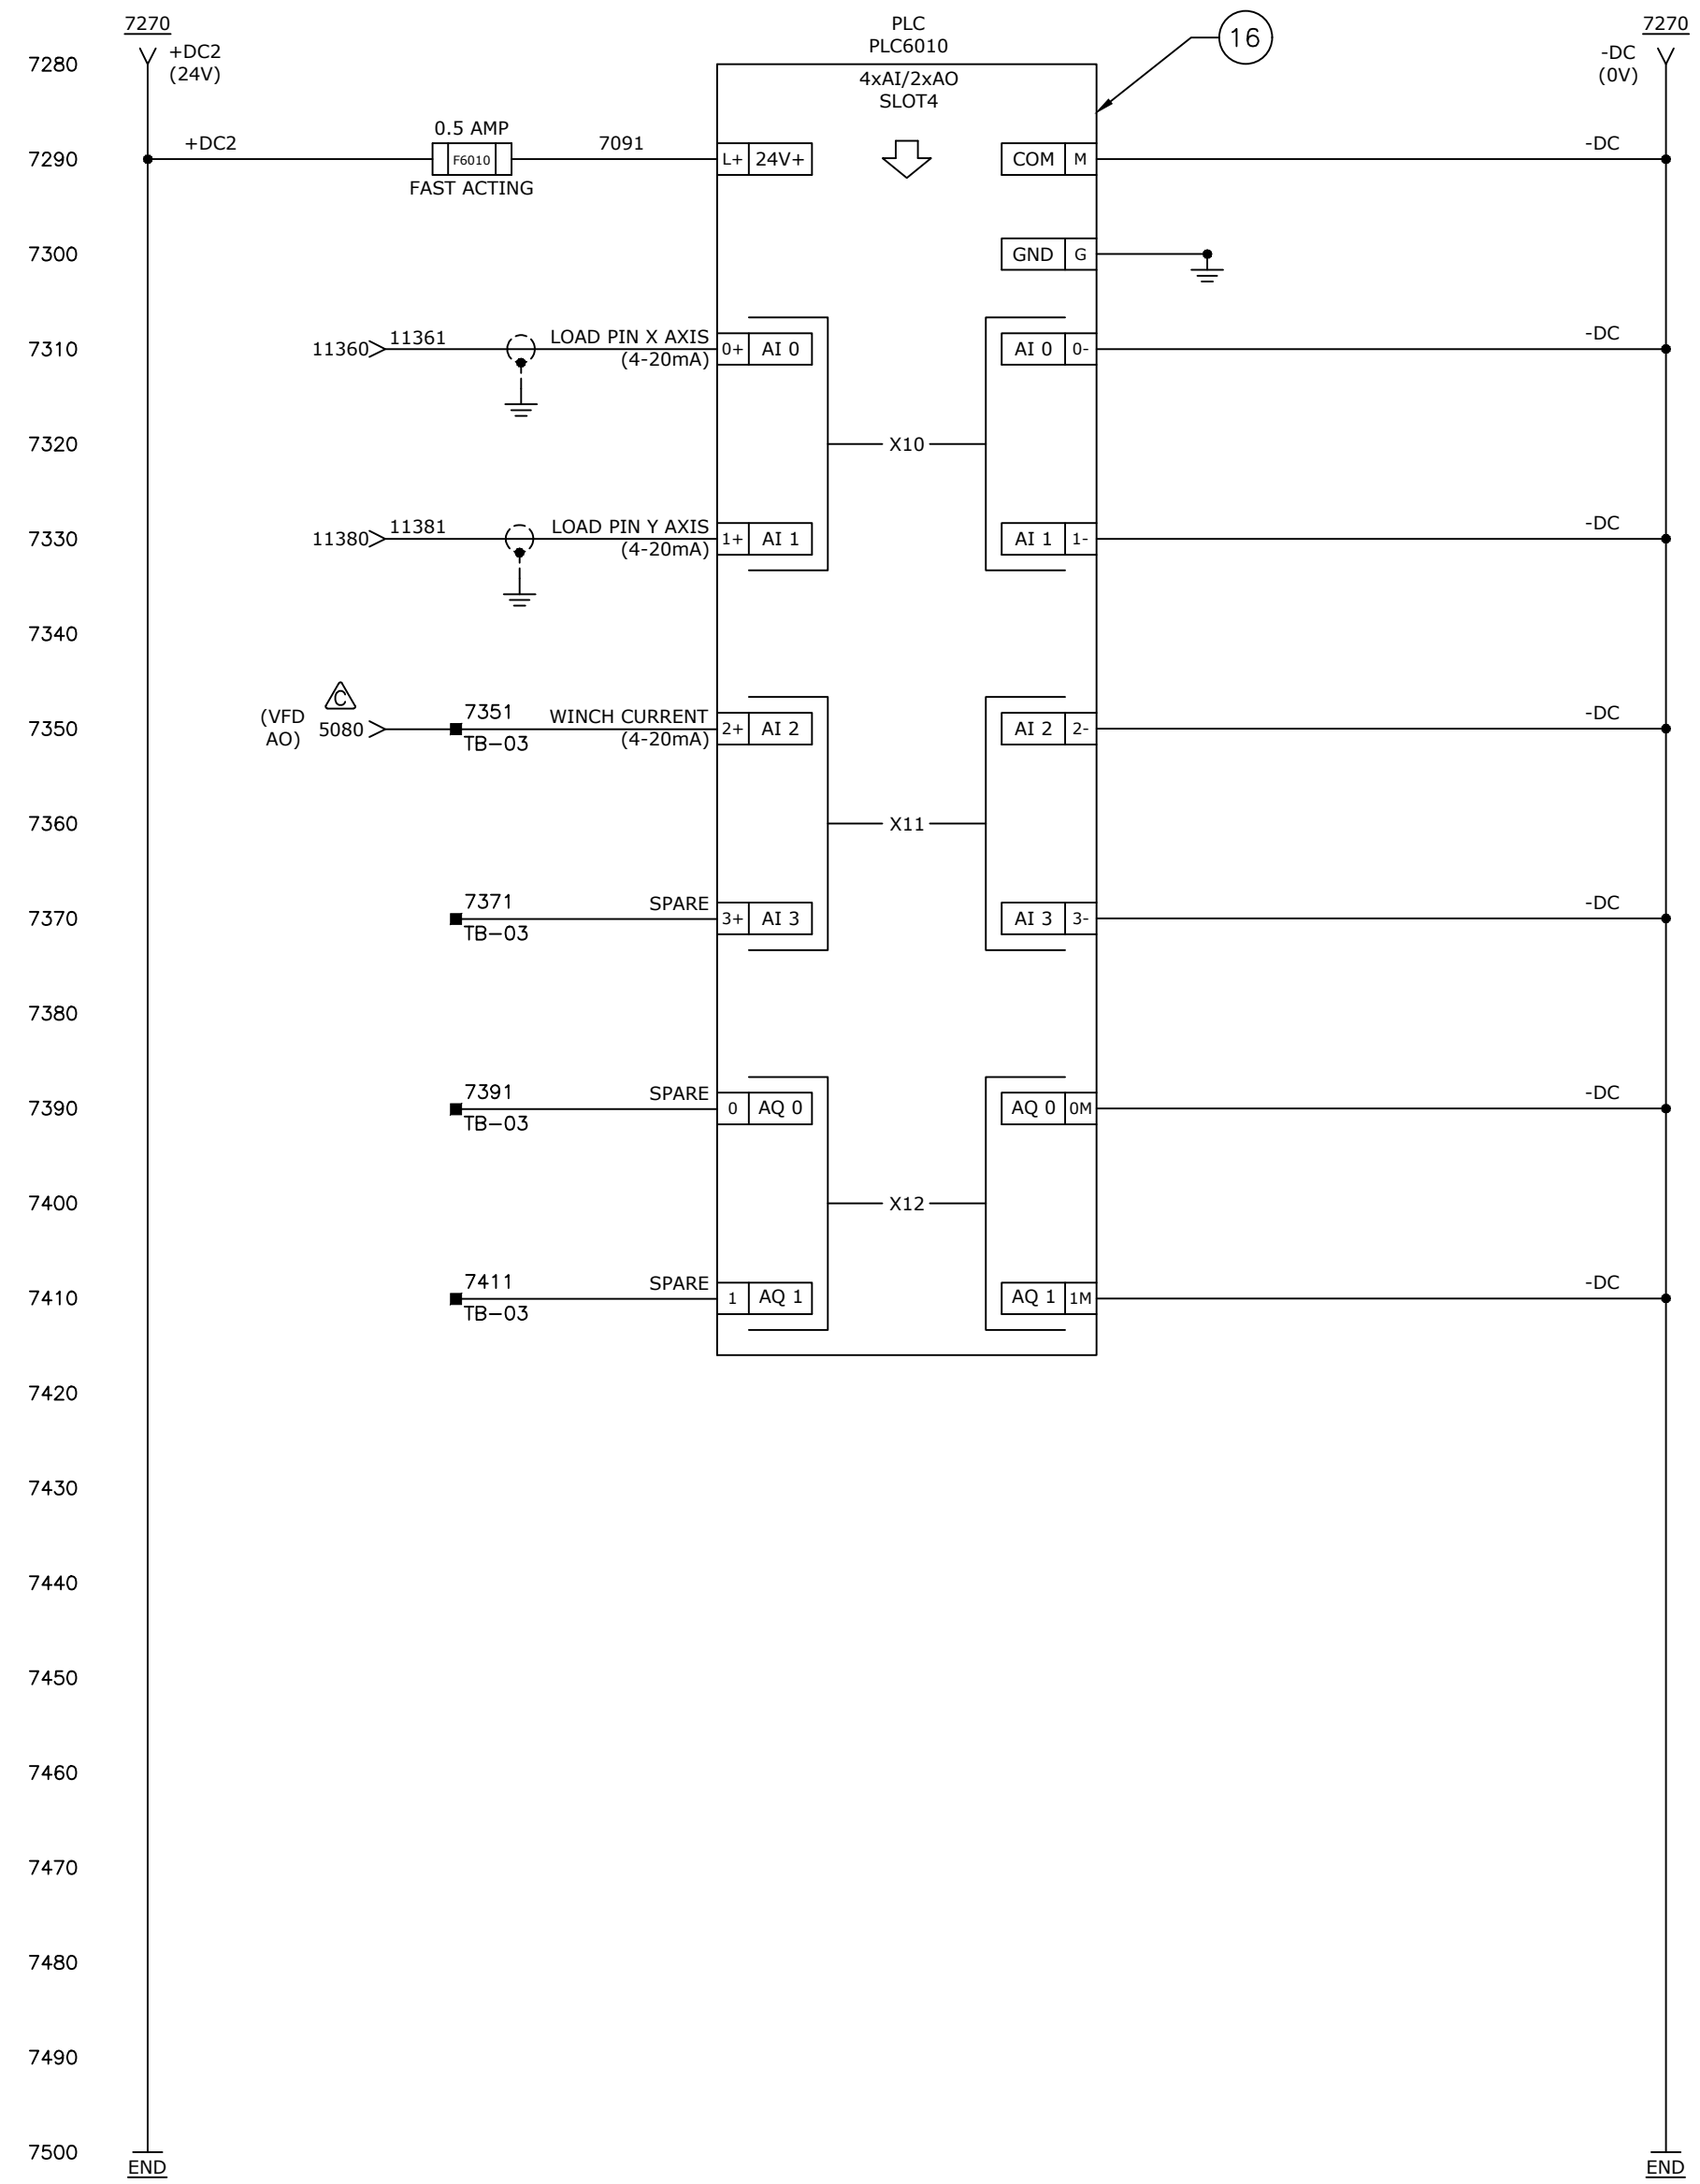 7270
PLC
7270
PLC6010
16
+DC2
(24V)
-DC
(0V)
7280
4xAI/2xAO
SLOT4
0.5 AMP
7290
+DC2
F6010
7091
L+ 24V+
COM M
-DC
FAST ACTING
7300
GND G
7310
11360
11361
LOAD PIN X AXIS
(4-20mA)
0+ AI 0
AI 0 0-
-DC
7320
X10
7330
11380
11381
LOAD PIN Y AXIS
(4-20mA)
1+ AI 1
AI 1 1-
-DC
7340
C
7350
(VFD
AO)
5080
7351
TB-03
WINCH CURRENT
(4-20mA)
2+ AI 2
AI 2 2-
-DC
7360
X11
7370
7371
TB-03
SPARE
3+ AI 3
AI 3 3-
-DC
7380
7390
7391
TB-03
SPARE
0 AQ 0
AQ 0 0M
-DC
7400
X12
7410
7411
TB-03
SPARE
1 AQ 1
AQ 1 1M
-DC
7420
7430
7440
7450
7460
7470
7480
7490
7500
END
END